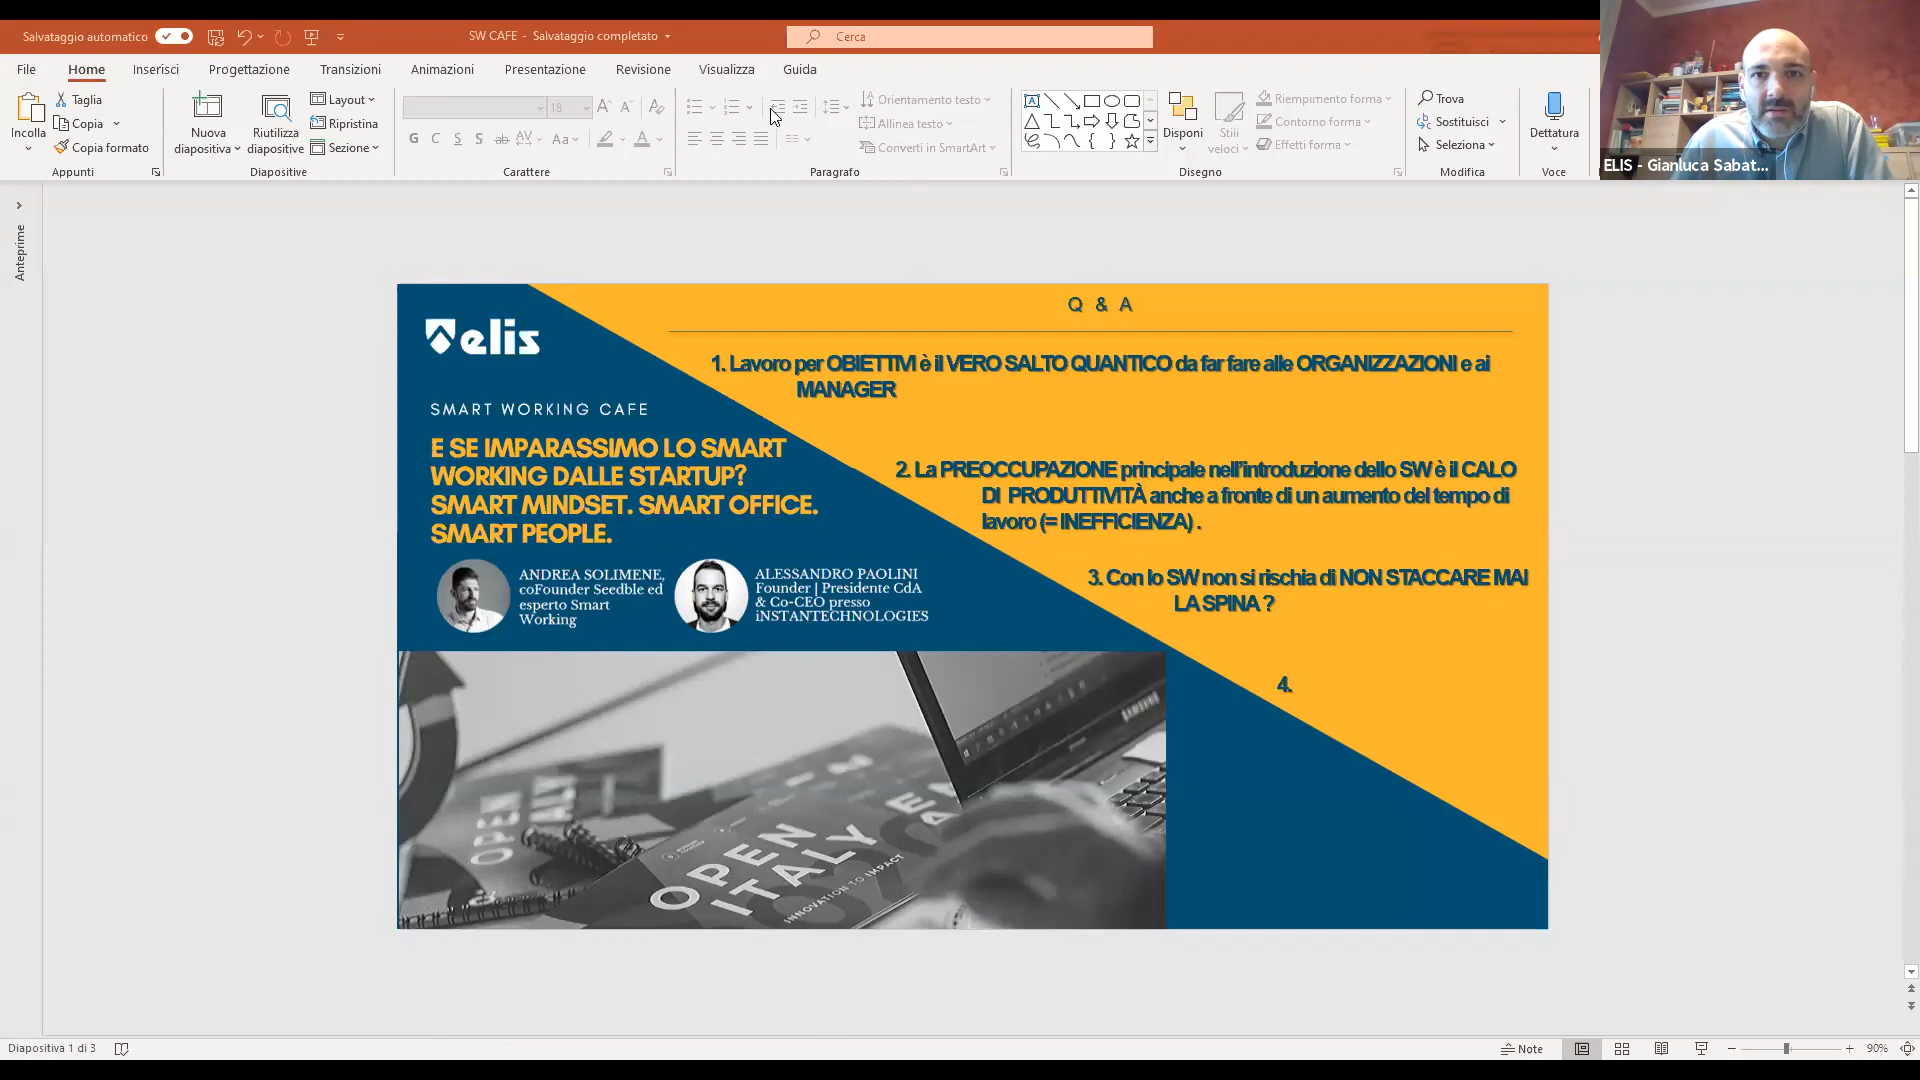 Salvataggio automatico
SW CAFE - Salvataggio completato
Cerca
File
Home
Inserisci
Progettazione
Transizioni
Animazioni
Presentazione
Revisione
Visualizza
Guida
Incolla
Taglia
Copia
Copia formato
Appunti
Nuova diapositiva
Riutilizza diapositive
Layout
Ripristina
Sezione
Diapositive
18
G C S S ab AV Aa A
Carattere
Orientamento testo
Allinea testo
Converti in SmartArt
Paragrafo
Disponi
Stili veloci
Riempimento forma
Contorno forma
Effetti forma
Disegno
Trova
Sostituisci
Seleziona
Modifica
Dettatura
Voce
ELIS - Gianluca Sabat...
Anteprime
elis
SMART WORKING CAFE
E SE IMPARASSIMO LO SMART
WORKING DALLE STARTUP?
SMART MINDSET. SMART OFFICE.
SMART PEOPLE.
ANDREA SOLIMENE,
coFounder Seedble ed
esperto Smart
Working
ALESSANDRO PAOLINI
Founder | Presidente CdA
& Co-CEO presso
iNSTANTECHNOLOGIES
Q & A
1. Lavoro per OBIETTIVI è il VERO SALTO QUANTICO da far fare alle ORGANIZZAZIONI e ai
MANAGER
2. La PREOCCUPAZIONE principale nell'introduzione dello SW è il CALO
DI PRODUTTIVITÀ anche a fronte di un aumento del tempo di
lavoro (= INEFFICIENZA) .
3. Con lo SW non si rischia di NON STACCARE MAI
LA SPINA ?
4.
OPEN
ITALY
SAMSUNG
OPEN
ITALY
INNOVATION TO IMPACT
Diapositiva 1 di 3
Note
90%